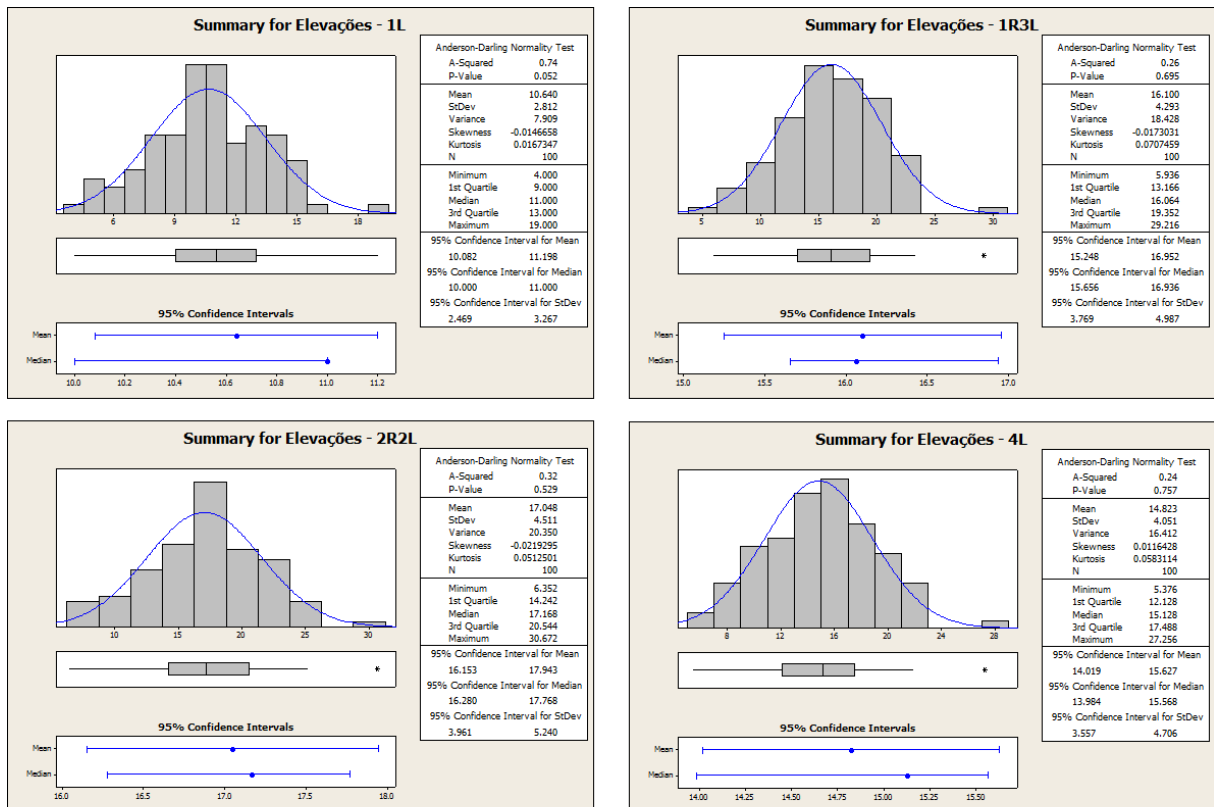 Summary for Elevações - 1L
Anderson-Darling Normality Test
A-Squared 0.74
P-Value 0.052
Mean 10.640
StDev 2.812
Variance 7.909
Skewness -0.0146658
Kurtosis 0.0167347
N 100
Minimum 4.000
1st Quartile 9.000
Median 11.000
3rd Quartile 13.000
Maximum 19.000
95% Confidence Interval for Mean
10.082 11.198
95% Confidence Interval for Median
10.000 11.000
95% Confidence Interval for StDev
2.469 3.267
6 9 12 15 18
95% Confidence Intervals
Mean
Median
10.0 10.2 10.4 10.6 10.8 11.0 11.2
Summary for Elevações - 1R3L
Anderson-Darling Normality Test
A-Squared 0.26
P-Value 0.695
Mean 16.100
StDev 4.293
Variance 18.428
Skewness -0.0173031
Kurtosis 0.0707459
N 100
Minimum 5.936
1st Quartile 13.166
Median 16.064
3rd Quartile 19.352
Maximum 29.216
95% Confidence Interval for Mean
15.248 16.952
95% Confidence Interval for Median
15.656 16.936
95% Confidence Interval for StDev
3.769 4.987
5 10 15 20 25 30
*
95% Confidence Intervals
Mean
Median
15.0 15.5 16.0 16.5 17.0
Summary for Elevações - 2R2L
Anderson-Darling Normality Test
A-Squared 0.32
P-Value 0.529
Mean 17.048
StDev 4.511
Variance 20.350
Skewness -0.0219295
Kurtosis 0.0512501
N 100
Minimum 6.352
1st Quartile 14.242
Median 17.168
3rd Quartile 20.544
Maximum 30.672
95% Confidence Interval for Mean
16.153 17.943
95% Confidence Interval for Median
16.280 17.768
95% Confidence Interval for StDev
3.961 5.240
10 15 20 25 30
*
95% Confidence Intervals
Mean
Median
16.0 16.5 17.0 17.5 18.0
Summary for Elevações - 4L
Anderson-Darling Normality Test
A-Squared 0.24
P-Value 0.757
Mean 14.823
StDev 4.051
Variance 16.412
Skewness 0.0116428
Kurtosis 0.0583114
N 100
Minimum 5.376
1st Quartile 12.128
Median 15.128
3rd Quartile 17.488
Maximum 27.256
95% Confidence Interval for Mean
14.019 15.627
95% Confidence Interval for Median
13.984 15.568
95% Confidence Interval for StDev
3.557 4.706
8 12 16 20 24 28
*
95% Confidence Intervals
Mean
Median
14.00 14.25 14.50 14.75 15.00 15.25 15.50